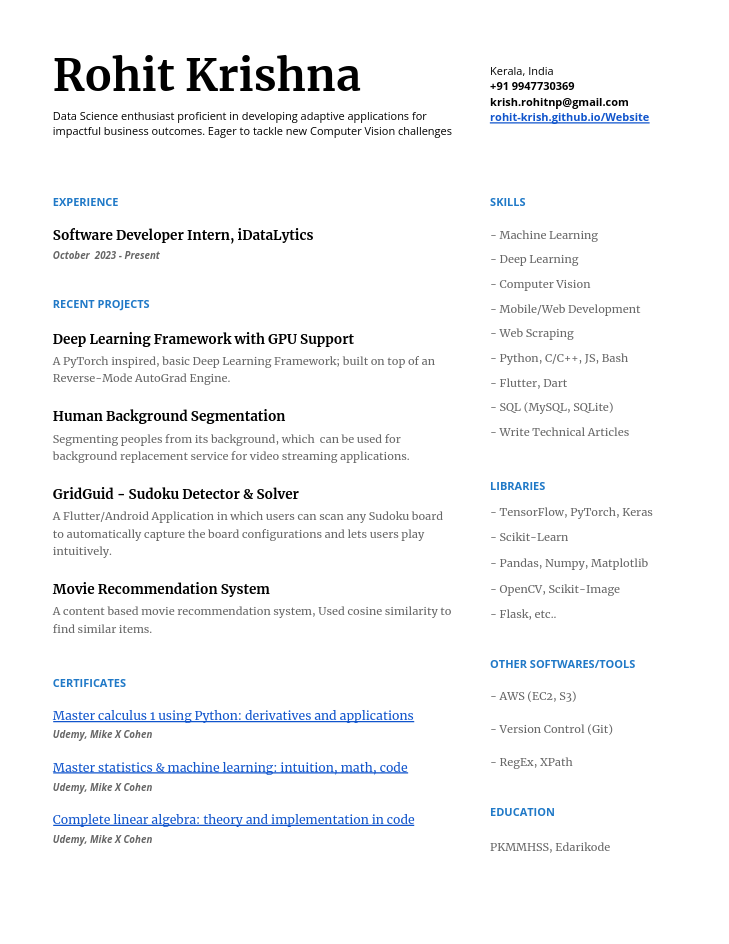 Rohit Krishna
Data Science enthusiast proficient in developing adaptive applications for
impactful business outcomes. Eager to tackle new Computer Vision challenges
Kerala, India
+91 9947730369
krish.rohitnp@gmail.com
rohit-krish.github.io/Website
EXPERIENCE
Software Developer Intern, iDataLytics
October 2023 - Present
RECENT PROJECTS
Deep Learning Framework with GPU Support
A PyTorch inspired, basic Deep Learning Framework; built on top of an
Reverse-Mode AutoGrad Engine.
Human Background Segmentation
Segmenting peoples from its background, which can be used for
background replacement service for video streaming applications.
GridGuid - Sudoku Detector & Solver
A Flutter/Android Application in which users can scan any Sudoku board
to automatically capture the board configurations and lets users play
intuitively.
Movie Recommendation System
A content based movie recommendation system, Used cosine similarity to
find similar items.
CERTIFICATES
Master calculus 1 using Python: derivatives and applications
Udemy, Mike X Cohen
Master statistics & machine learning: intuition, math, code
Udemy, Mike X Cohen
Complete linear algebra: theory and implementation in code
Udemy, Mike X Cohen
SKILLS
- Machine Learning
- Deep Learning
- Computer Vision
- Mobile/Web Development
- Web Scraping
- Python, C/C++, JS, Bash
- Flutter, Dart
- SQL (MySQL, SQLite)
- Write Technical Articles
LIBRARIES
- TensorFlow, PyTorch, Keras
- Scikit-Learn
- Pandas, Numpy, Matplotlib
- OpenCV, Scikit-Image
- Flask, etc..
OTHER SOFTWARES/TOOLS
- AWS (EC2, S3)
- Version Control (Git)
- RegEx, XPath
EDUCATION
PKMMHSS, Edarikode